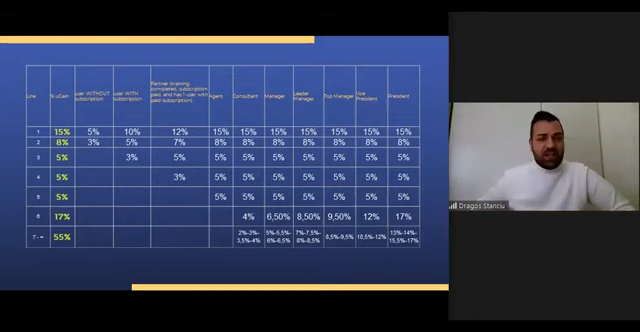 Line
% uGain
user WITHOUT subscription
user WITH subscription
Partner (training completed, subscription paid, and has 1 user with paid subscription)
Agent
Consultant
Manager
Leader Manager
Top Manager
Vice President
President
1 15% 5% 10% 12% 15% 15% 15% 15% 15% 15% 15%
2 8% 3% 5% 7% 8% 8% 8% 8% 8% 8% 8%
3 5% 3% 5% 5% 5% 5% 5% 5% 5% 5%
4 5% 3% 5% 5% 5% 5% 5% 5% 5%
5 5% 5% 5% 5% 5% 5% 5% 5%
6 17% 4% 6,50% 8,50% 9,50% 12% 17%
7 - ∞ 55% 2%-3%-3,5%-4% 5%-5,5%-6%-6,5% 7%-7,5%-8%-8,5% 8,5%-9,5% 10,5%-12% 13%-14%-15,5%-17%
Dragos Stanciu